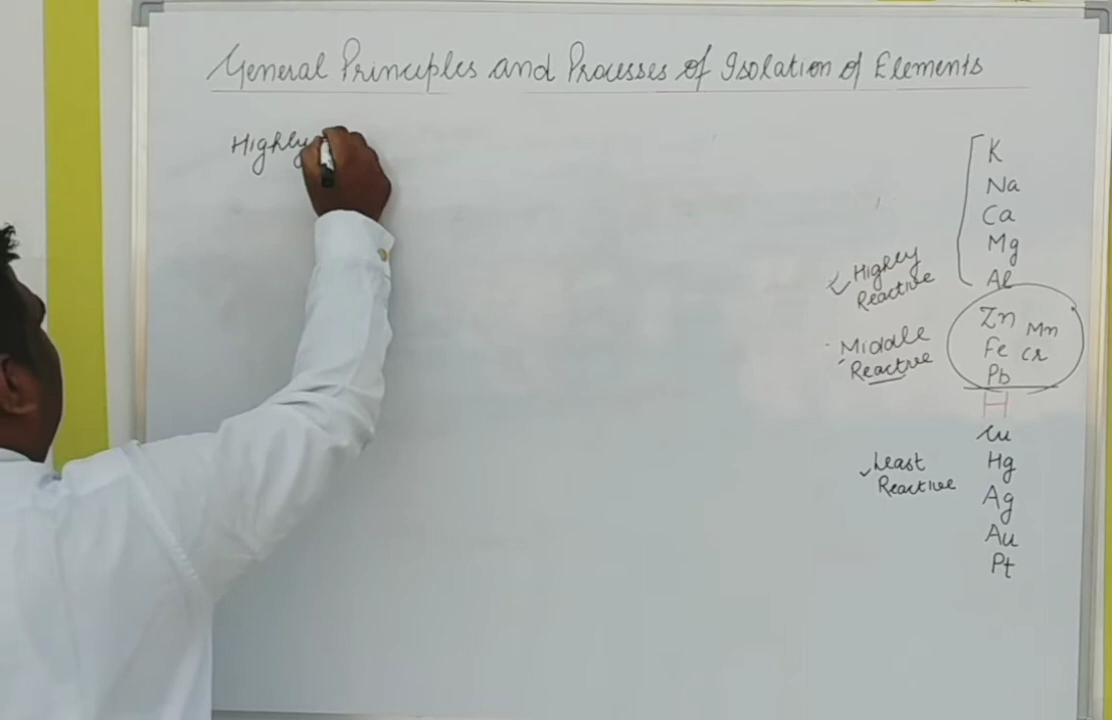 General Principles and Processes of Isolation of Elements
Highly
K
Na
Ca
Mg
Al
Highly
Reactive
Zn Mn
Fe Cr
Pb
Middle
Reactive
H
Cu
Hg
Ag
Au
Pt
Least
Reactive